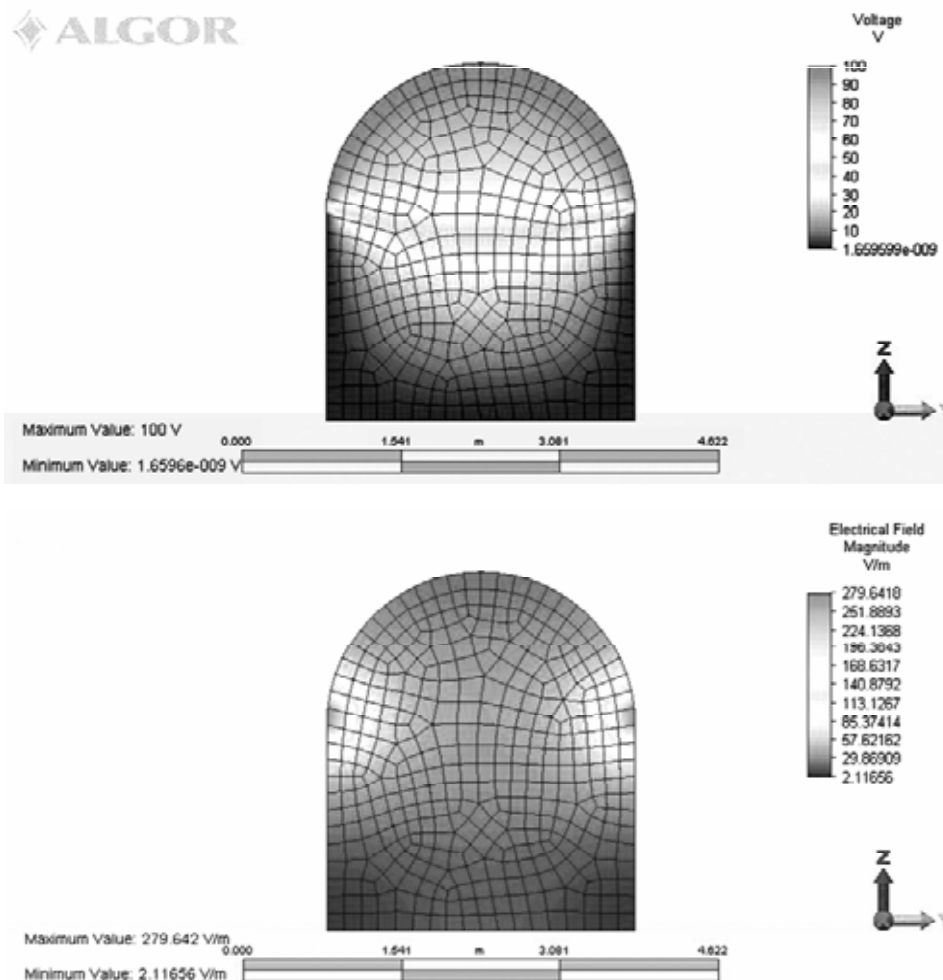 ALGOR
Voltage
V
100
90
80
70
60
50
40
30
20
10
1.659599e-009
Z
Y
Maximum Value: 100 V
0.000 1.541 m 3.081 4.622
Minimum Value: 1.6596e-009 V
Electrical Field
Magnitude
V/m
279.6418
251.8893
224.1368
196.3843
168.6317
140.8792
113.1267
85.37414
57.62162
29.86909
2.11656
Z
Y
Maximum Value: 279.642 V/m
0.000 1.541 m 3.081 4.622
Minimum Value: 2.11656 V/m